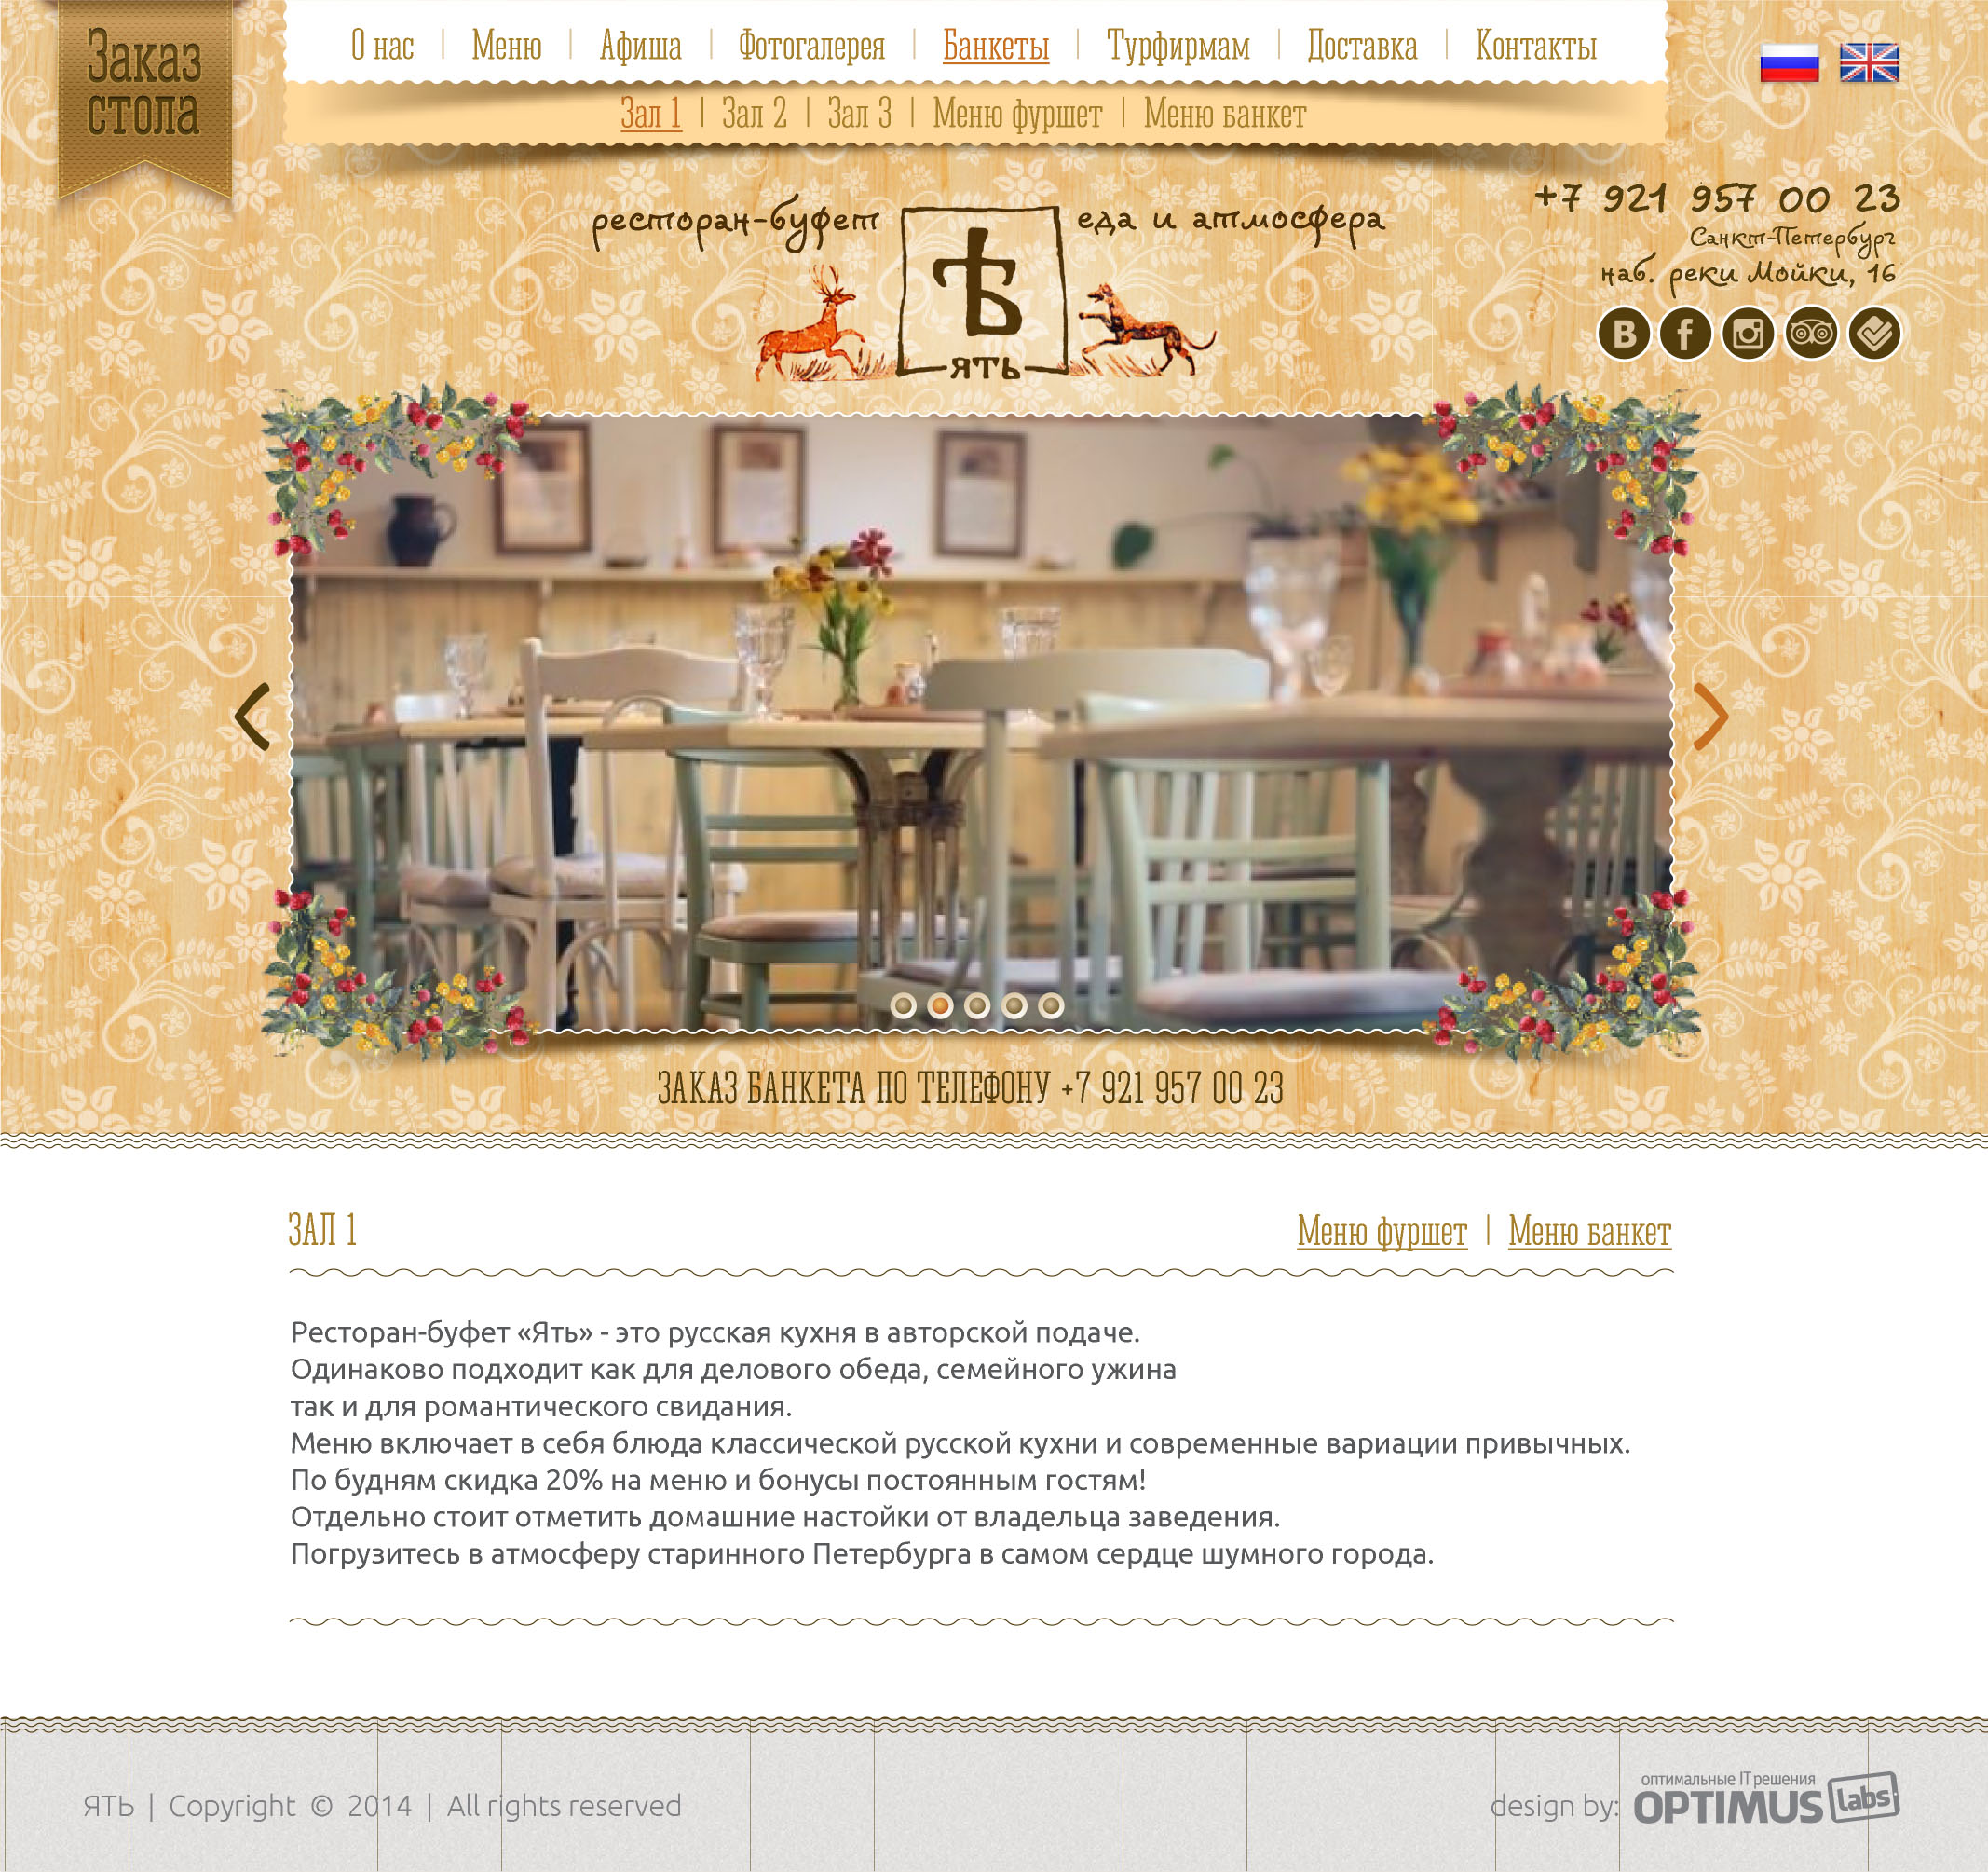 Заказ
стола
О нас | Меню | Афиша | Фотогалерея | Банкеты | Турфирмам | Доставка | Контакты
Зал 1 | Зал 2 | Зал 3 | Меню фуршет | Меню банкет
ресторан-буфет
Ѣ
ЯТЬ
еда и атмосфера
+7 921 957 00 23
Санкт-Петербург
наб. реки Мойки, 16
B f
ЗАКАЗ БАНКЕТА ПО ТЕЛЕФОНУ +7 921 957 00 23
ЗАЛ 1
Меню фуршет | Меню банкет
Ресторан-буфет «Ять» - это русская кухня в авторской подаче.
Одинаково подходит как для делового обеда, семейного ужина
так и для романтического свидания.
Меню включает в себя блюда классической русской кухни и современные вариации привычных.
По будням скидка 20% на меню и бонусы постоянным гостям!
Отдельно стоит отметить домашние настойки от владельца заведения.
Погрузитесь в атмосферу старинного Петербурга в самом сердце шумного города.
ЯТЬ | Copyright © 2014 | All rights reserved
design by:
оптимальные IT решения
OPTIMUS labs